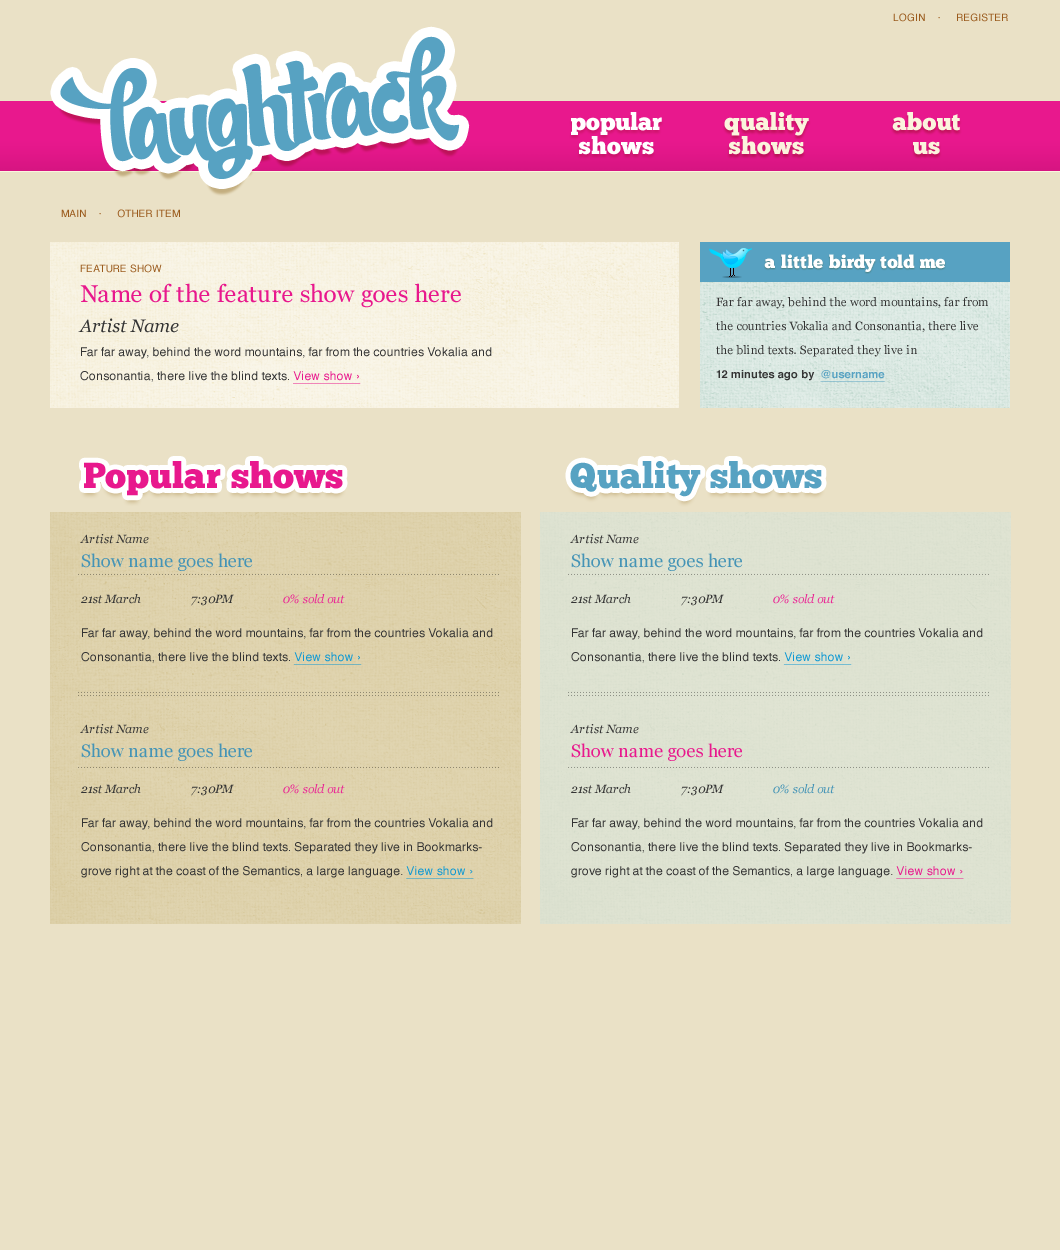 LOGIN · REGISTER
laughtrack
popular shows
quality shows
about us
MAIN · OTHER ITEM
FEATURE SHOW
Name of the feature show goes here
Artist Name
Far far away, behind the word mountains, far from the countries Vokalia and
Consonantia, there live the blind texts. View show ›
a little birdy told me
Far far away, behind the word mountains, far from
the countries Vokalia and Consonantia, there live
the blind texts. Separated they live in
12 minutes ago by @username
Popular shows
Artist Name
Show name goes here
21st March 7:30PM 0% sold out
Far far away, behind the word mountains, far from the countries Vokalia and
Consonantia, there live the blind texts. View show ›
Artist Name
Show name goes here
21st March 7:30PM 0% sold out
Far far away, behind the word mountains, far from the countries Vokalia and
Consonantia, there live the blind texts. Separated they live in Bookmarks-
grove right at the coast of the Semantics, a large language. View show ›
Quality shows
Artist Name
Show name goes here
21st March 7:30PM 0% sold out
Far far away, behind the word mountains, far from the countries Vokalia and
Consonantia, there live the blind texts. View show ›
Artist Name
Show name goes here
21st March 7:30PM 0% sold out
Far far away, behind the word mountains, far from the countries Vokalia and
Consonantia, there live the blind texts. Separated they live in Bookmarks-
grove right at the coast of the Semantics, a large language. View show ›